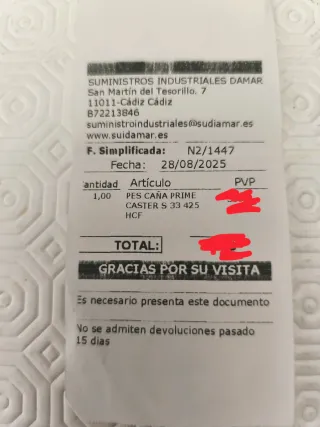 SUMINISTROS INDUSTRIALES DAMAR
San Martín del Tesorillo. 7
11011-Cádiz Cádiz
B72213846
suministroindustriales@sudiamar.es
www.suidamar.es
F. Simplificada: N2/1447
Fecha: 28/08/2025
antidad Artículo PVP
1,00 PES CAÑA PRIME
CASTER S 33 425
HCF
TOTAL:
GRACIAS POR SU VISITA
Es necesario presenta este documento
No se admiten devoluciones pasado
15 dias